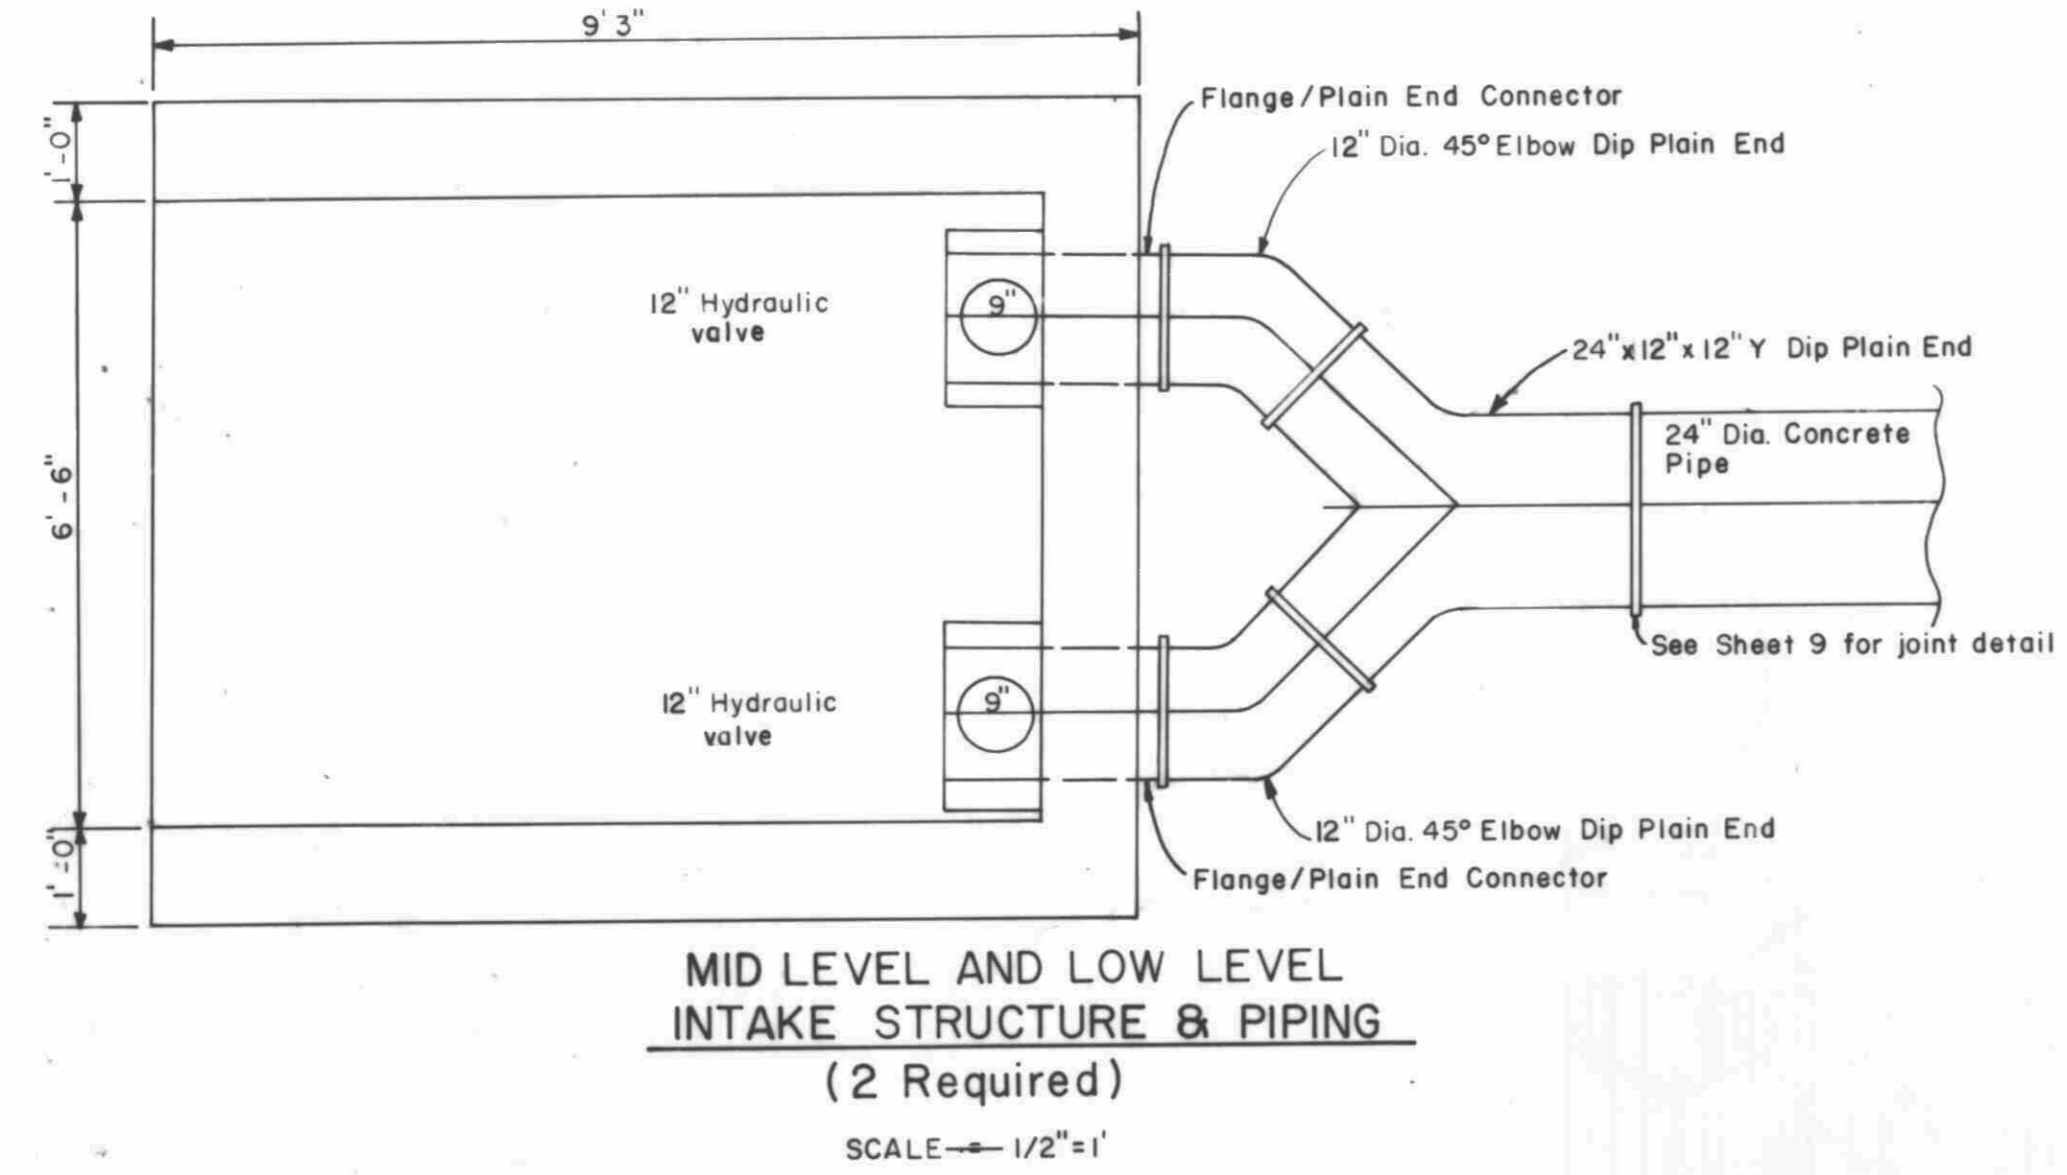 9' 3"
Flange/Plain End Connector
12" Dia. 45° Elbow Dip Plain End
1'-0"
12" Hydraulic
valve
9"
24"x12"x12" Y Dip Plain End
24" Dia. Concrete
Pipe
6'-6"
See Sheet 9 for joint detail
12" Hydraulic
valve
9"
12" Dia. 45° Elbow Dip Plain End
1'-0"
Flange/Plain End Connector
MID LEVEL AND LOW LEVEL
INTAKE STRUCTURE & PIPING
(2 Required)
SCALE = 1/2"=1'